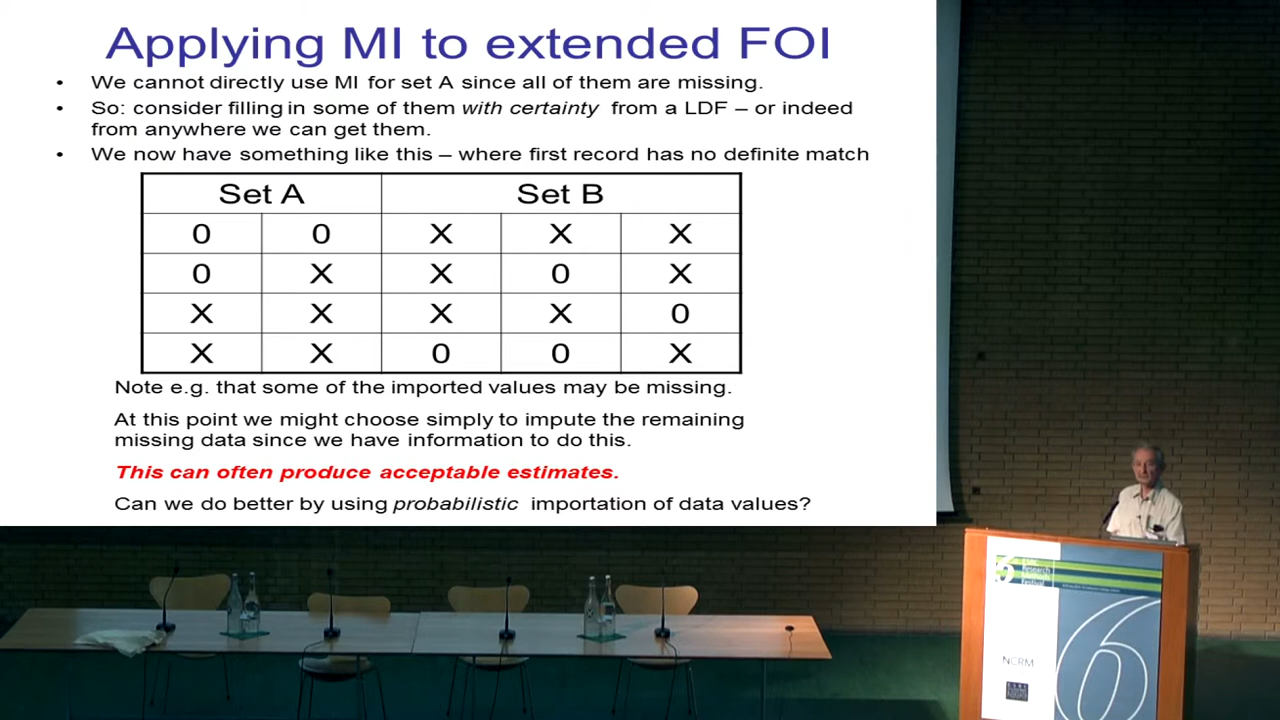 Applying MI to extended FOI
• We cannot directly use MI for set A since all of them are missing.
• So: consider filling in some of them with certainty from a LDF – or indeed
from anywhere we can get them.
• We now have something like this – where first record has no definite match
Set A Set B
0 0 X X X
0 X X 0 X
X X X X 0
X X 0 0 X
Note e.g. that some of the imported values may be missing.
At this point we might choose simply to impute the remaining
missing data since we have information to do this.
This can often produce acceptable estimates.
Can we do better by using probabilistic importation of data values?
6
Research
Festival
6
NCRM